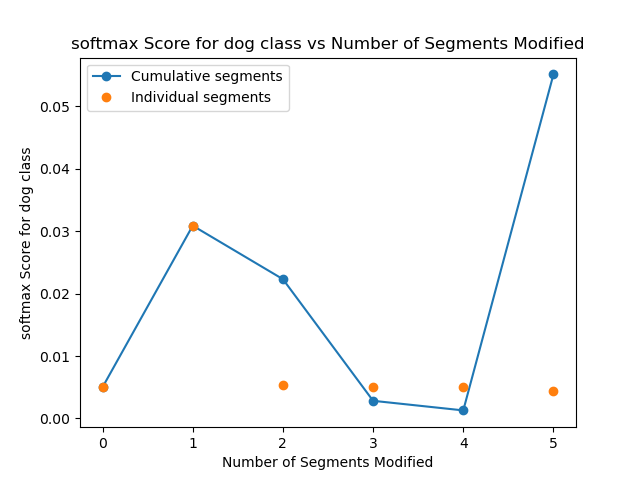 softmax Score for dog class vs Number of Segments Modified
Cumulative segments
Individual segments
softmax Score for dog class
0.05
0.04
0.03
0.02
0.01
0.00
0 1 2 3 4 5
Number of Segments Modified